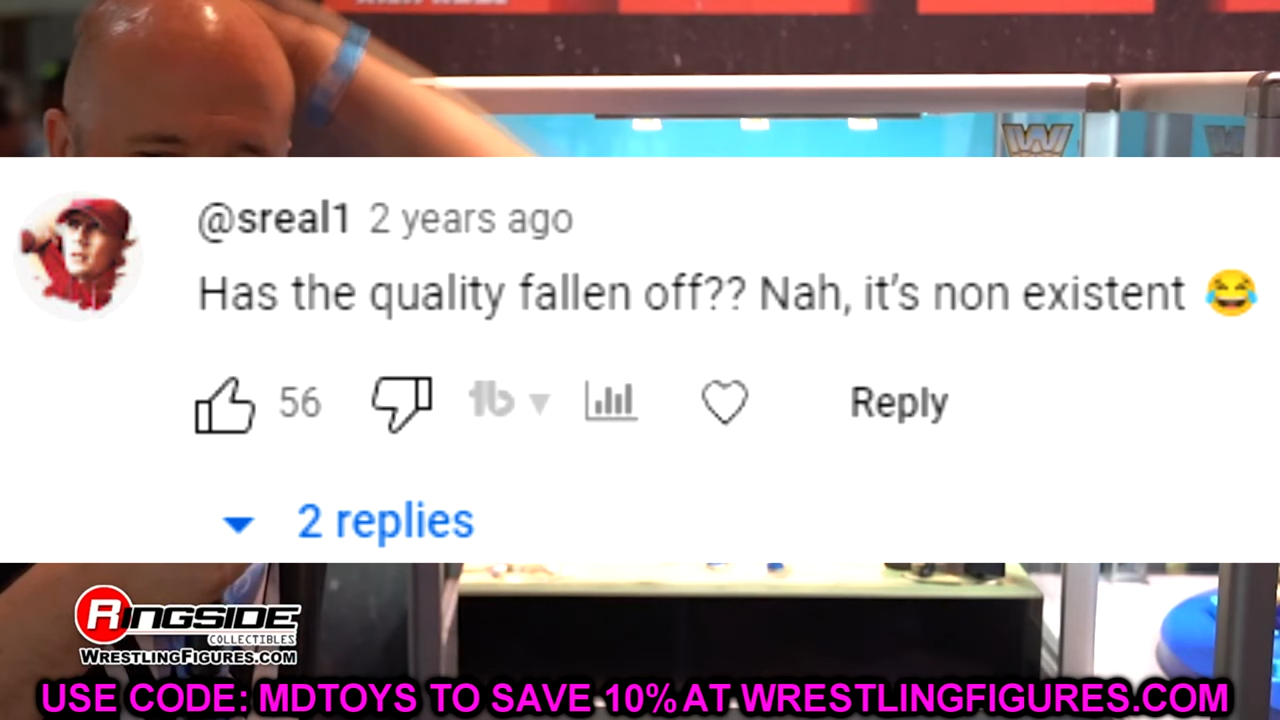 @sreal1 2 years ago
Has the quality fallen off?? Nah, it's non existent 😂
56
Reply
2 replies
RINGSIDE
COLLECTIBLES
WRESTLINGFIGURES.COM
USE CODE: MDTOYS TO SAVE 10% AT WRESTLINGFIGURES.COM